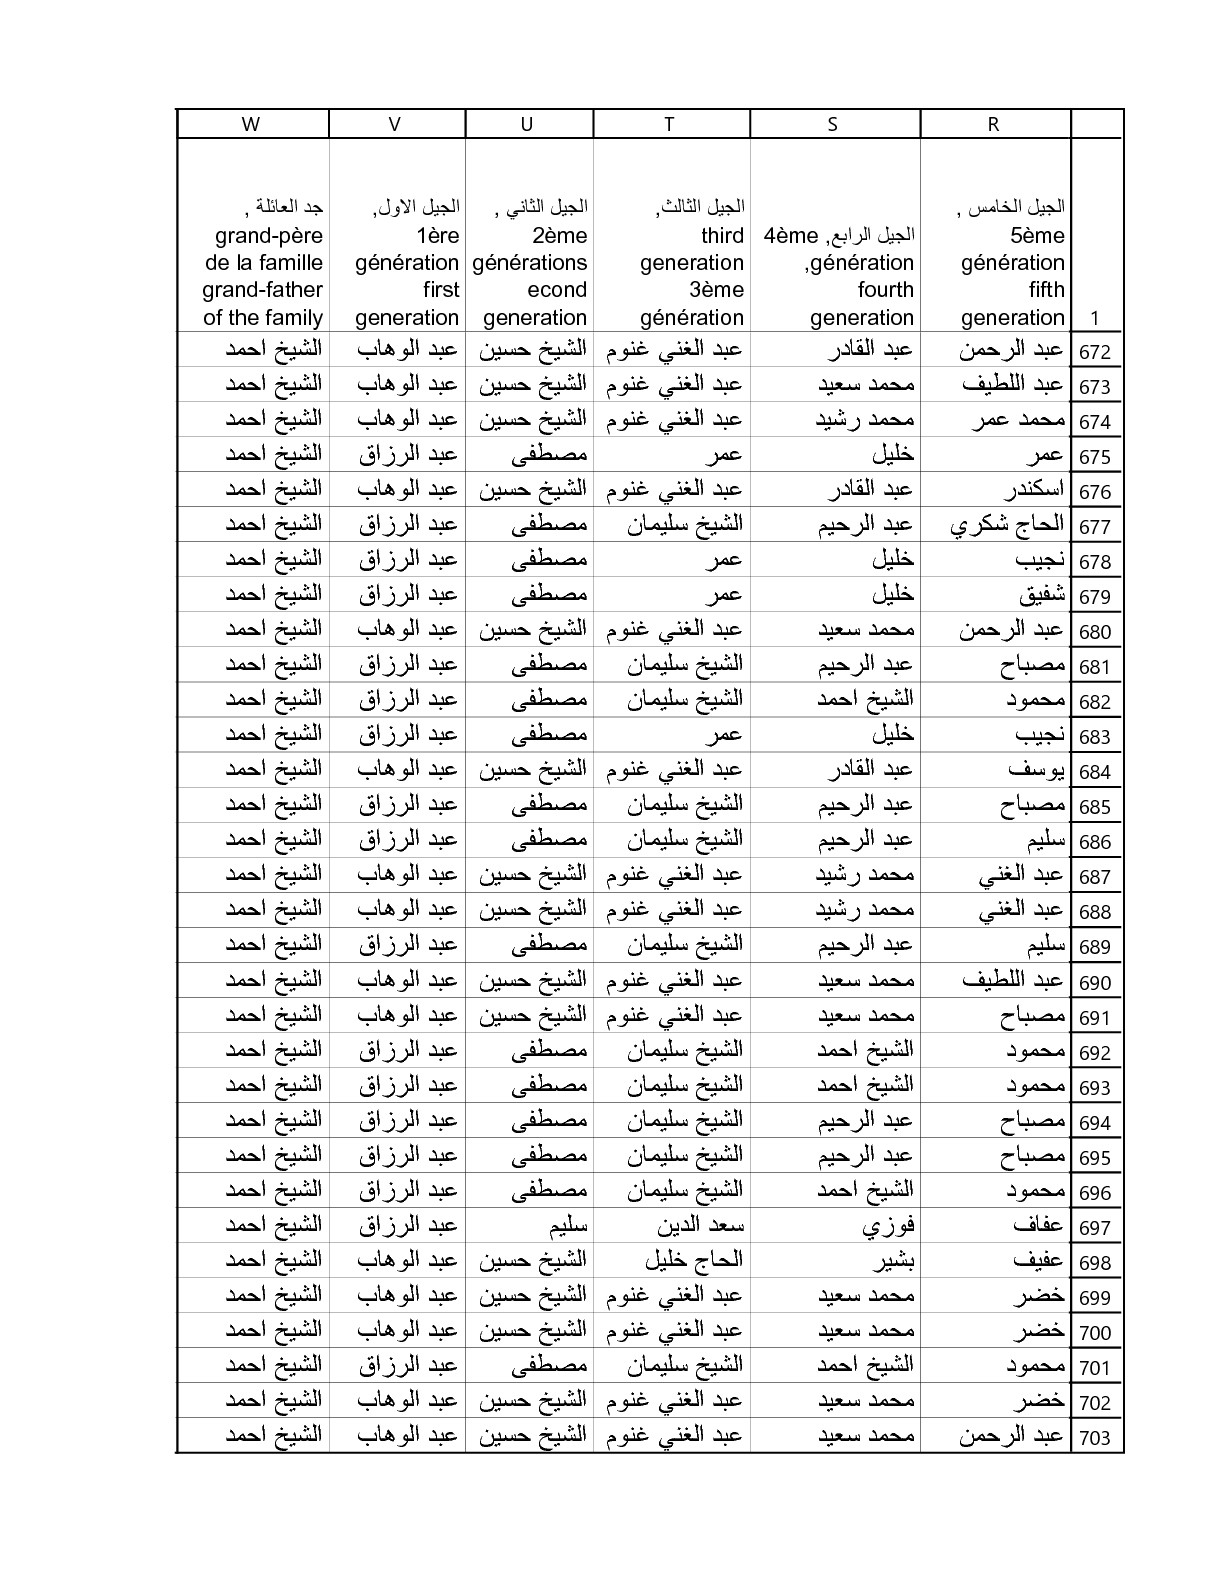 R S T U V W
1 الجيل الخامس , 5ème génération fifth generation الجيل الرابع, 4ème génération, fourth generation الجيل الثالث, third generation 3ème génération الجيل الثاني , 2ème générations econd generation الجيل الاول, 1ère génération first generation جد العائلة , grand-père de la famille grand-father of the family
672 عبد الرحمن عبد القادر عبد الغني غنوم الشيخ حسين عبد الوهاب الشيخ احمد
673 عبد اللطيف محمد سعيد عبد الغني غنوم الشيخ حسين عبد الوهاب الشيخ احمد
674 محمد عمر محمد رشيد عبد الغني غنوم الشيخ حسين عبد الوهاب الشيخ احمد
675 عمر خليل عمر مصطفى عبد الرزاق الشيخ احمد
676 اسكندر عبد القادر عبد الغني غنوم الشيخ حسين عبد الوهاب الشيخ احمد
677 الحاج شكري عبد الرحيم الشيخ سليمان مصطفى عبد الرزاق الشيخ احمد
678 نجيب خليل عمر مصطفى عبد الرزاق الشيخ احمد
679 شفيق خليل عمر مصطفى عبد الرزاق الشيخ احمد
680 عبد الرحمن محمد سعيد عبد الغني غنوم الشيخ حسين عبد الوهاب الشيخ احمد
681 مصباح عبد الرحيم الشيخ سليمان مصطفى عبد الرزاق الشيخ احمد
682 محمود الشيخ احمد الشيخ سليمان مصطفى عبد الرزاق الشيخ احمد
683 نجيب خليل عمر مصطفى عبد الرزاق الشيخ احمد
684 يوسف عبد القادر عبد الغني غنوم الشيخ حسين عبد الوهاب الشيخ احمد
685 مصباح عبد الرحيم الشيخ سليمان مصطفى عبد الرزاق الشيخ احمد
686 سليم عبد الرحيم الشيخ سليمان مصطفى عبد الرزاق الشيخ احمد
687 عبد الغني محمد رشيد عبد الغني غنوم الشيخ حسين عبد الوهاب الشيخ احمد
688 عبد الغني محمد رشيد عبد الغني غنوم الشيخ حسين عبد الوهاب الشيخ احمد
689 سليم عبد الرحيم الشيخ سليمان مصطفى عبد الرزاق الشيخ احمد
690 عبد اللطيف محمد سعيد عبد الغني غنوم الشيخ حسين عبد الوهاب الشيخ احمد
691 مصباح محمد سعيد عبد الغني غنوم الشيخ حسين عبد الوهاب الشيخ احمد
692 محمود الشيخ احمد الشيخ سليمان مصطفى عبد الرزاق الشيخ احمد
693 محمود الشيخ احمد الشيخ سليمان مصطفى عبد الرزاق الشيخ احمد
694 مصباح عبد الرحيم الشيخ سليمان مصطفى عبد الرزاق الشيخ احمد
695 مصباح عبد الرحيم الشيخ سليمان مصطفى عبد الرزاق الشيخ احمد
696 محمود الشيخ احمد الشيخ سليمان مصطفى عبد الرزاق الشيخ احمد
697 عفاف فوزي سعد الدين سليم عبد الرزاق الشيخ احمد
698 عفيف بشير الحاج خليل الشيخ حسين عبد الوهاب الشيخ احمد
699 خضر محمد سعيد عبد الغني غنوم الشيخ حسين عبد الوهاب الشيخ احمد
700 خضر محمد سعيد عبد الغني غنوم الشيخ حسين عبد الوهاب الشيخ احمد
701 محمود الشيخ احمد الشيخ سليمان مصطفى عبد الرزاق الشيخ احمد
702 خضر محمد سعيد عبد الغني غنوم الشيخ حسين عبد الوهاب الشيخ احمد
703 عبد الرحمن محمد سعيد عبد الغني غنوم الشيخ حسين عبد الوهاب الشيخ احمد